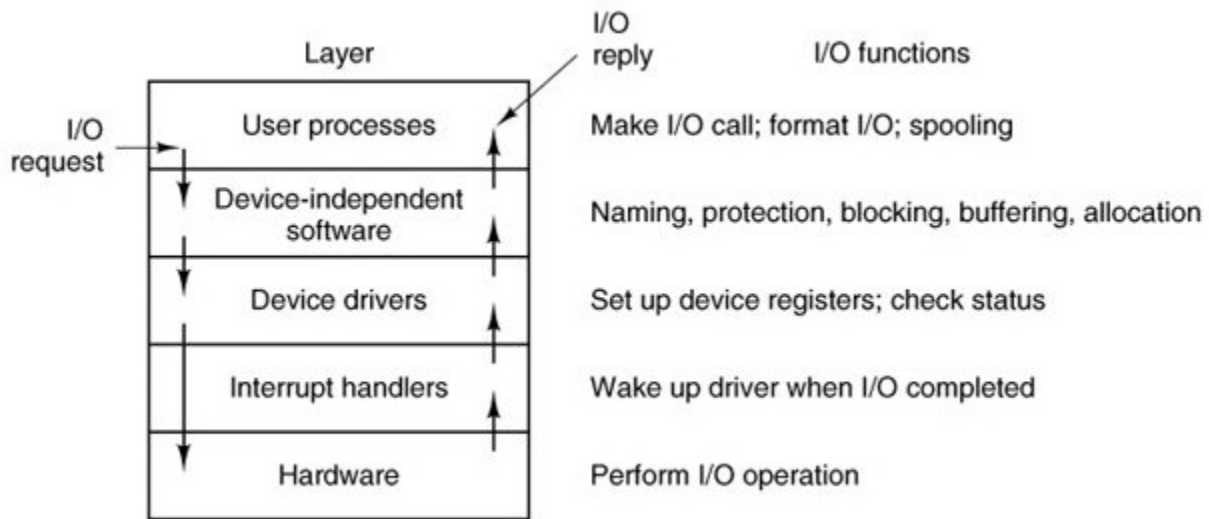 Layer
I/O
reply
I/O functions
I/O
request
User processes
Make I/O call; format I/O; spooling
Device-independent
software
Naming, protection, blocking, buffering, allocation
Device drivers
Set up device registers; check status
Interrupt handlers
Wake up driver when I/O completed
Hardware
Perform I/O operation